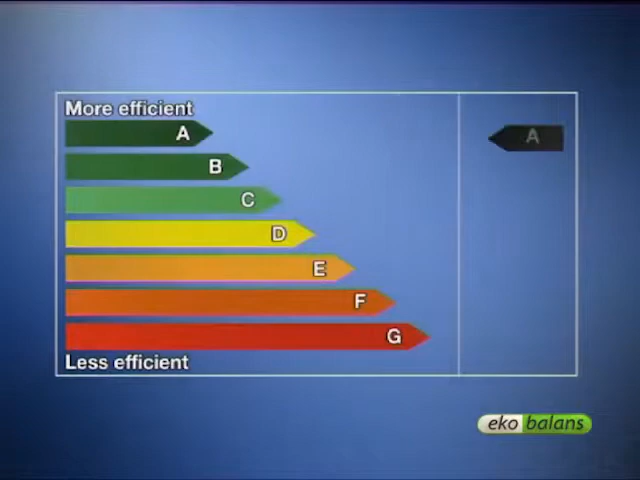 More efficient
A
A
B
C
D
E
F
G
Less efficient
eko balans